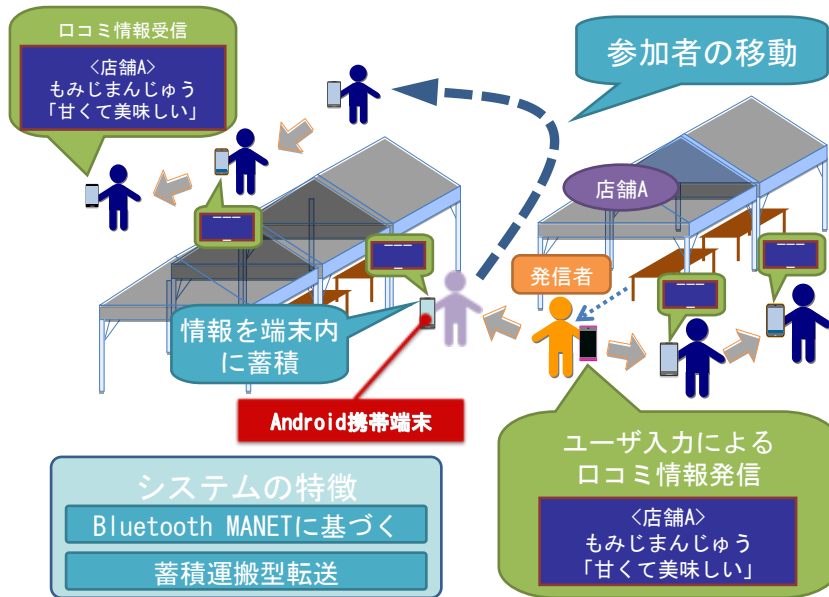 口コミ情報受信
<店舗A>
もみじまんじゅう
「甘くて美味しい」
参加者の移動
店舗A
発信者
情報を端末内
に蓄積
Android携帯端末
ユーザ入力による
口コミ情報発信
<店舗A>
もみじまんじゅう
「甘くて美味しい」
システムの特徴
Bluetooth MANETに基づく
蓄積運搬型転送